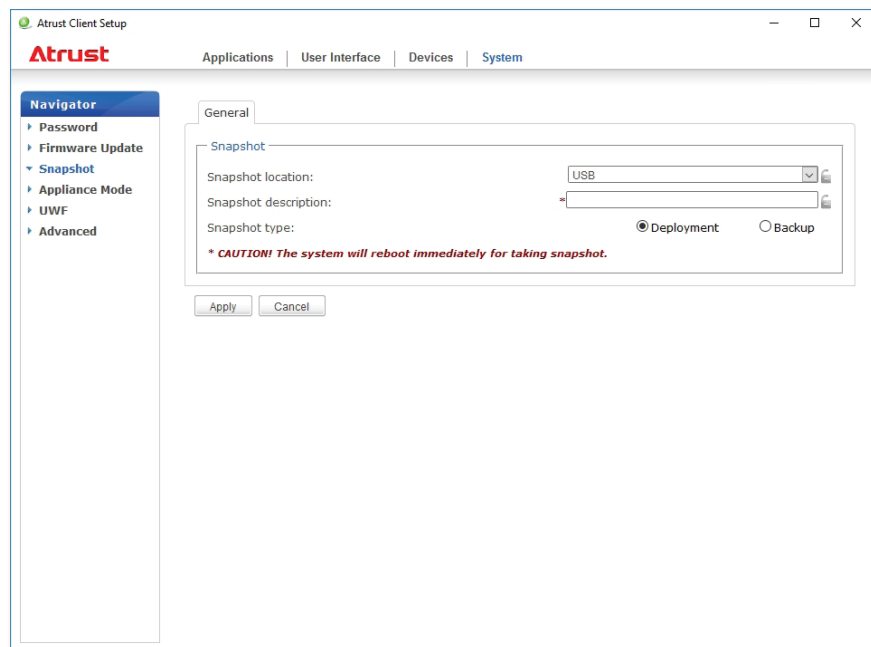 Atrust Client Setup
Atrust
Applications | User Interface | Devices | System
Navigator
Password
Firmware Update
Snapshot
Appliance Mode
UWF
Advanced
General
Snapshot
Snapshot location: USB
Snapshot description: *
Snapshot type: Deployment Backup
* CAUTION! The system will reboot immediately for taking snapshot.
Apply Cancel